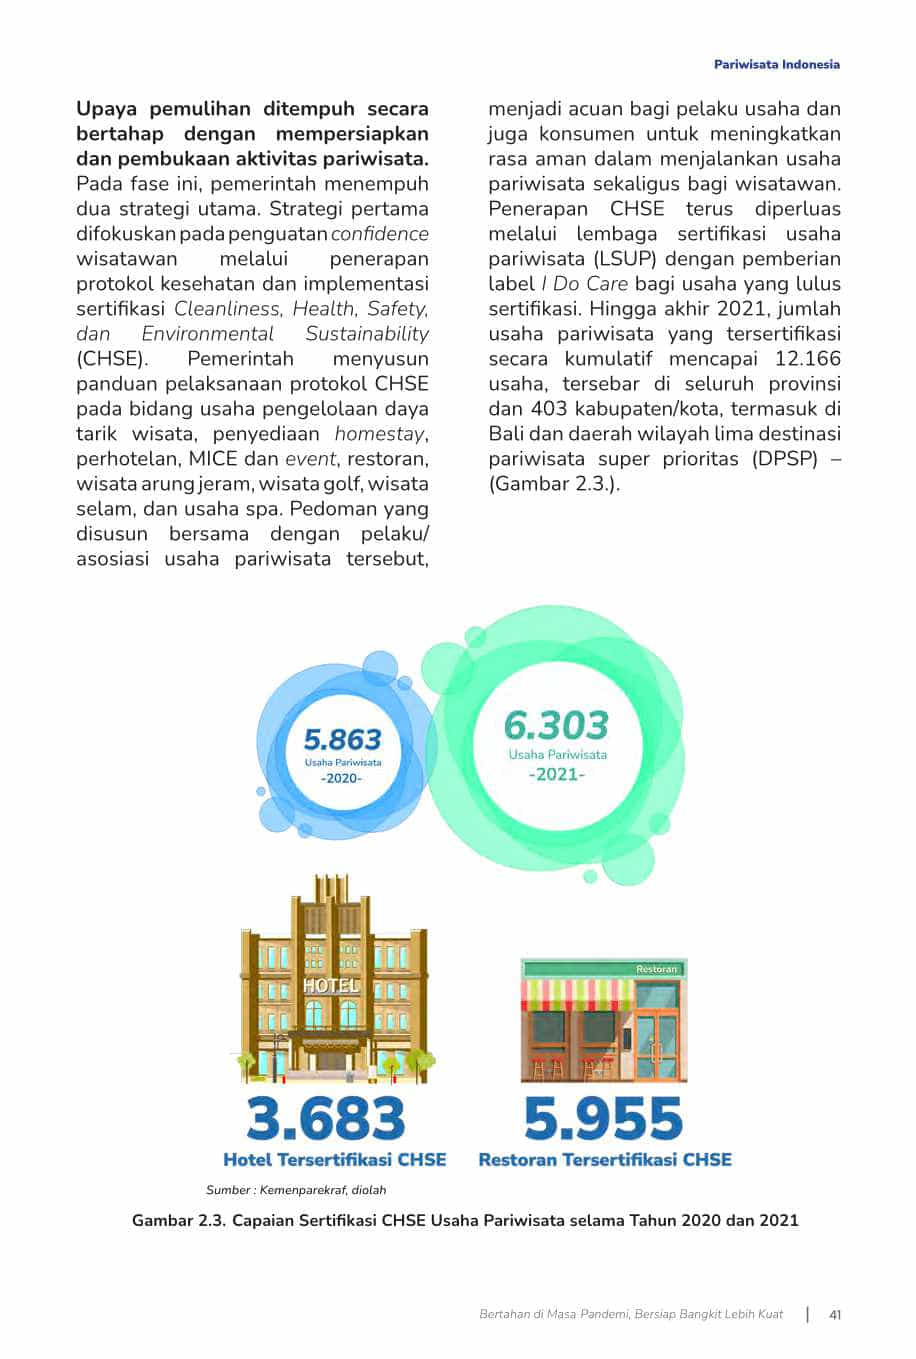 Pariwisata Indonesia
Upaya pemulihan ditempuh secara
bertahap dengan mempersiapkan
dan pembukaan aktivitas pariwisata.
Pada fase ini, pemerintah menempuh
dua strategi utama. Strategi pertama
difokuskan pada penguatan confidence
wisatawan melalui penerapan
protokol kesehatan dan implementasi
sertifikasi Cleanliness, Health, Safety,
dan Environmental Sustainability
(CHSE). Pemerintah menyusun
panduan pelaksanaan protokol CHSE
pada bidang usaha pengelolaan daya
tarik wisata, penyediaan homestay,
perhotelan, MICE dan event, restoran,
wisata arung jeram, wisata golf, wisata
selam, dan usaha spa. Pedoman yang
disusun bersama dengan pelaku/
asosiasi usaha pariwisata tersebut,
menjadi acuan bagi pelaku usaha dan
juga konsumen untuk meningkatkan
rasa aman dalam menjalankan usaha
pariwisata sekaligus bagi wisatawan.
Penerapan CHSE terus diperluas
melalui lembaga sertifikasi usaha
pariwisata (LSUP) dengan pemberian
label I Do Care bagi usaha yang lulus
sertifikasi. Hingga akhir 2021, jumlah
usaha pariwisata yang tersertifikasi
secara kumulatif mencapai 12.166
usaha, tersebar di seluruh provinsi
dan 403 kabupaten/kota, termasuk di
Bali dan daerah wilayah lima destinasi
pariwisata super prioritas (DPSP) –
(Gambar 2.3.).
5.863
Usaha Pariwisata
-2020-
6.303
Usaha Pariwisata
-2021-
HOTEL
Restoran
3.683
Hotel Tersertifikasi CHSE
5.955
Restoran Tersertifikasi CHSE
Sumber : Kemenparekraf, diolah
Gambar 2.3. Capaian Sertifikasi CHSE Usaha Pariwisata selama Tahun 2020 dan 2021
Bertahan di Masa Pandemi, Bersiap Bangkit Lebih Kuat | 41